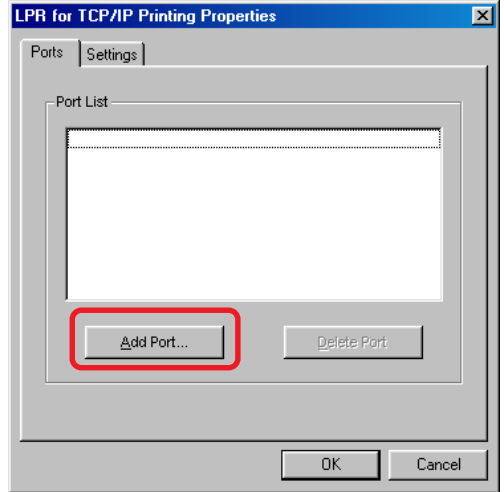 LPR for TCP/IP Printing Properties
Ports Settings
Port List
Add Port... Delete Port
OK Cancel